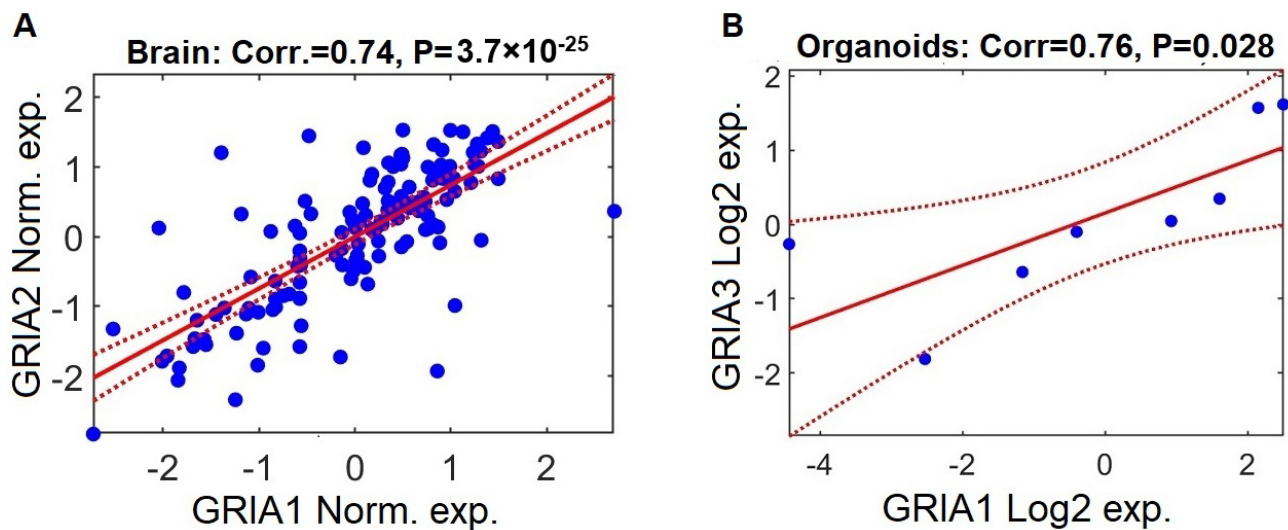 A
Brain: Corr.=0.74, P=3.7×10⁻²⁵
2
1
0
-1
-2
GRIA2 Norm. exp.
-2 -1 0 1 2
GRIA1 Norm. exp.
B
Organoids: Corr=0.76, P=0.028
2
1
0
-1
-2
GRIA3 Log2 exp.
-4 -2 0 2
GRIA1 Log2 exp.